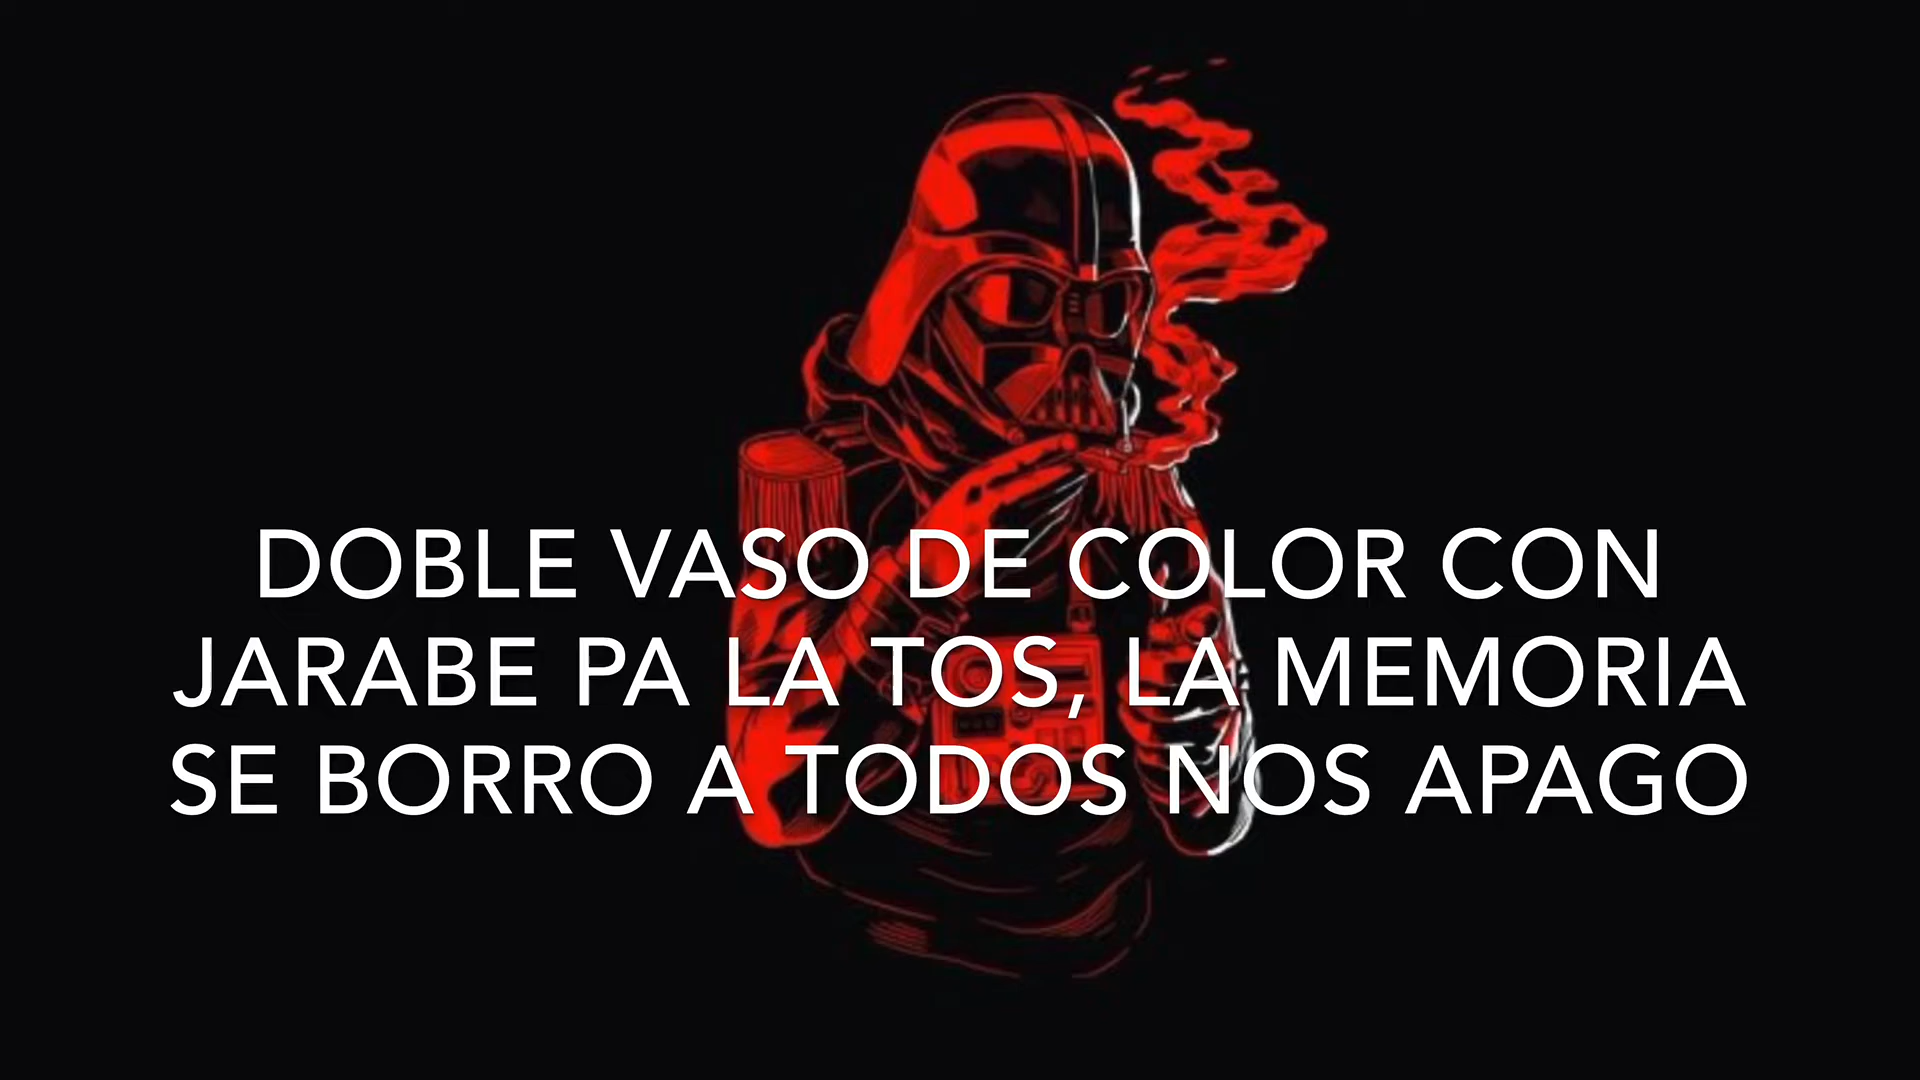 DOBLE VASO DE COLOR CON
JARABE PA LA TOS, LA MEMORIA
SE BORRO A TODOS NOS APAGO